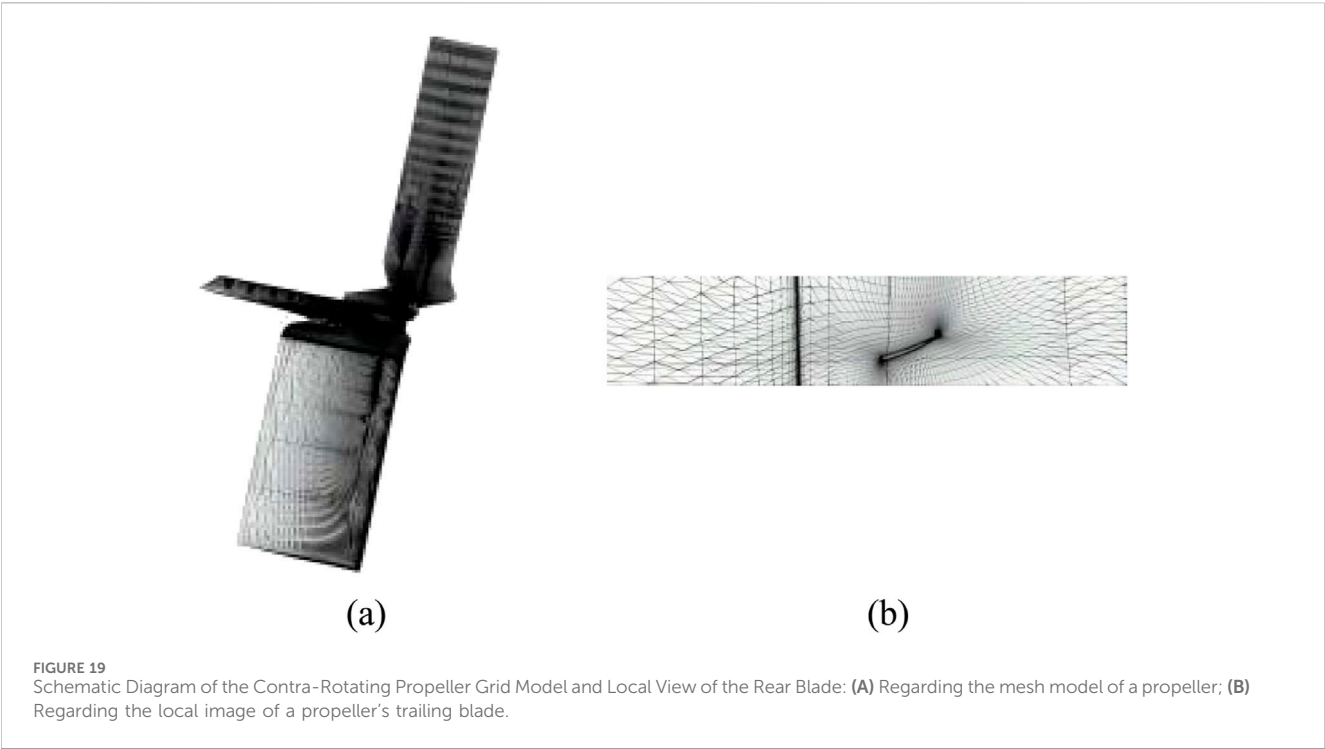 (a)
(b)
FIGURE 19
Schematic Diagram of the Contra-Rotating Propeller Grid Model and Local View of the Rear Blade: (A) Regarding the mesh model of a propeller; (B)
Regarding the local image of a propeller's trailing blade.